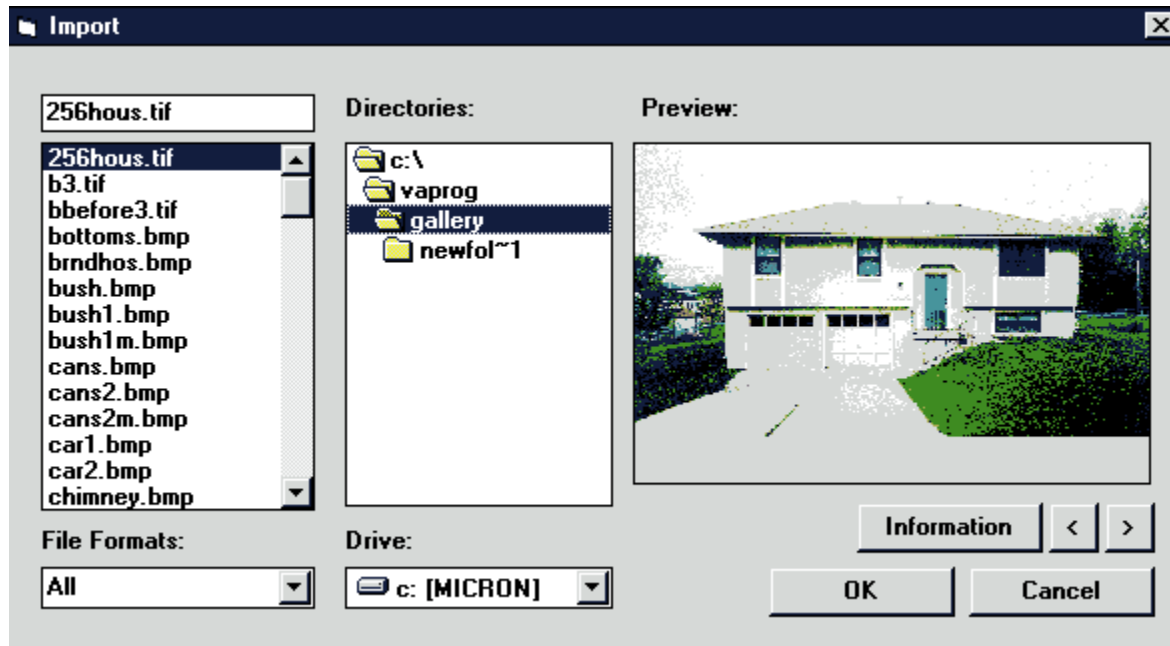 Import
256hous.tif
256hous.tif
b3.tif
bbefore3.tif
bottoms.bmp
brndhos.bmp
bush.bmp
bush1.bmp
bush1m.bmp
cans.bmp
cans2.bmp
cans2m.bmp
car1.bmp
car2.bmp
chimney.bmp
File Formats:
All
Directories:
c:\
vaprog
gallery
newfol~1
Drive:
c: [MICRON]
Preview:
Information
<
>
OK
Cancel